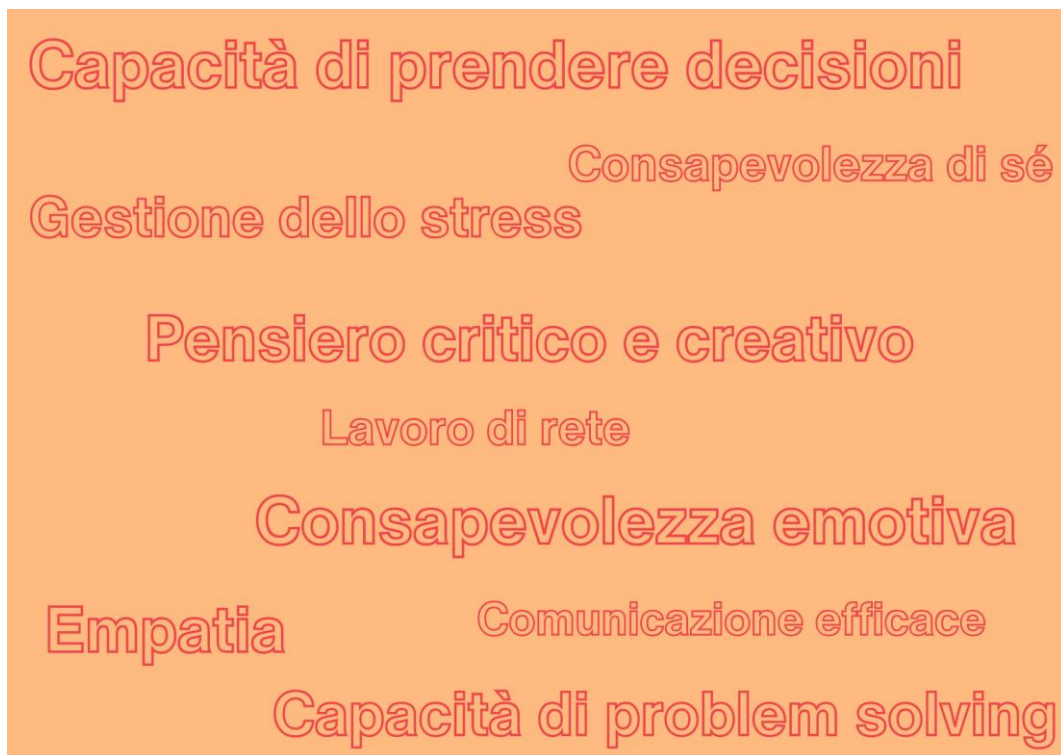 Capacità di prendere decisioni
Consapevolezza di sé
Gestione dello stress
Pensiero critico e creativo
Lavoro di rete
Consapevolezza emotiva
Empatia
Comunicazione efficace
Capacità di problem solving